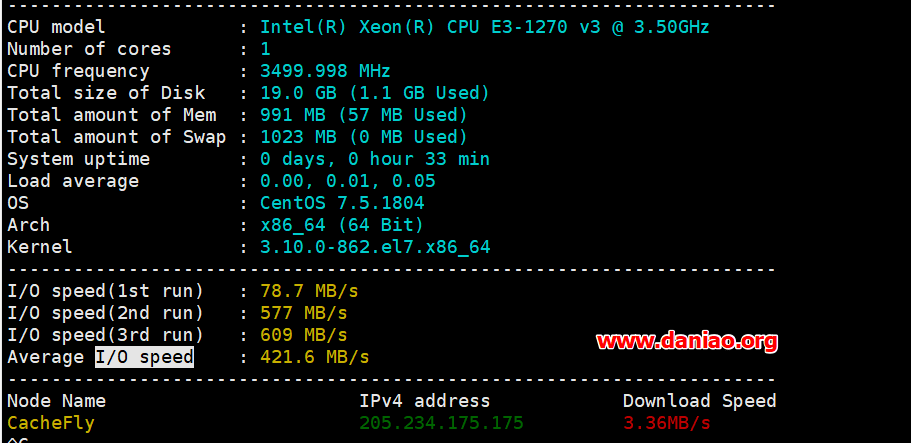 ----------------------------------------------------------------------
CPU model            : Intel(R) Xeon(R) CPU E3-1270 v3 @ 3.50GHz
Number of cores      : 1
CPU frequency        : 3499.998 MHz
Total size of Disk   : 19.0 GB (1.1 GB Used)
Total amount of Mem  : 991 MB (57 MB Used)
Total amount of Swap : 1023 MB (0 MB Used)
System uptime        : 0 days, 0 hour 33 min
Load average         : 0.00, 0.01, 0.05
OS                   : CentOS 7.5.1804
Arch                 : x86_64 (64 Bit)
Kernel               : 3.10.0-862.el7.x86_64
----------------------------------------------------------------------
I/O speed(1st run)   : 78.7 MB/s
I/O speed(2nd run)   : 577 MB/s
I/O speed(3rd run)   : 609 MB/s
www.daniao.org
Average I/O speed    : 421.6 MB/s
----------------------------------------------------------------------
Node Name                       IPv4 address            Download Speed
CacheFly                        205.234.175.175         3.36MB/s
^C